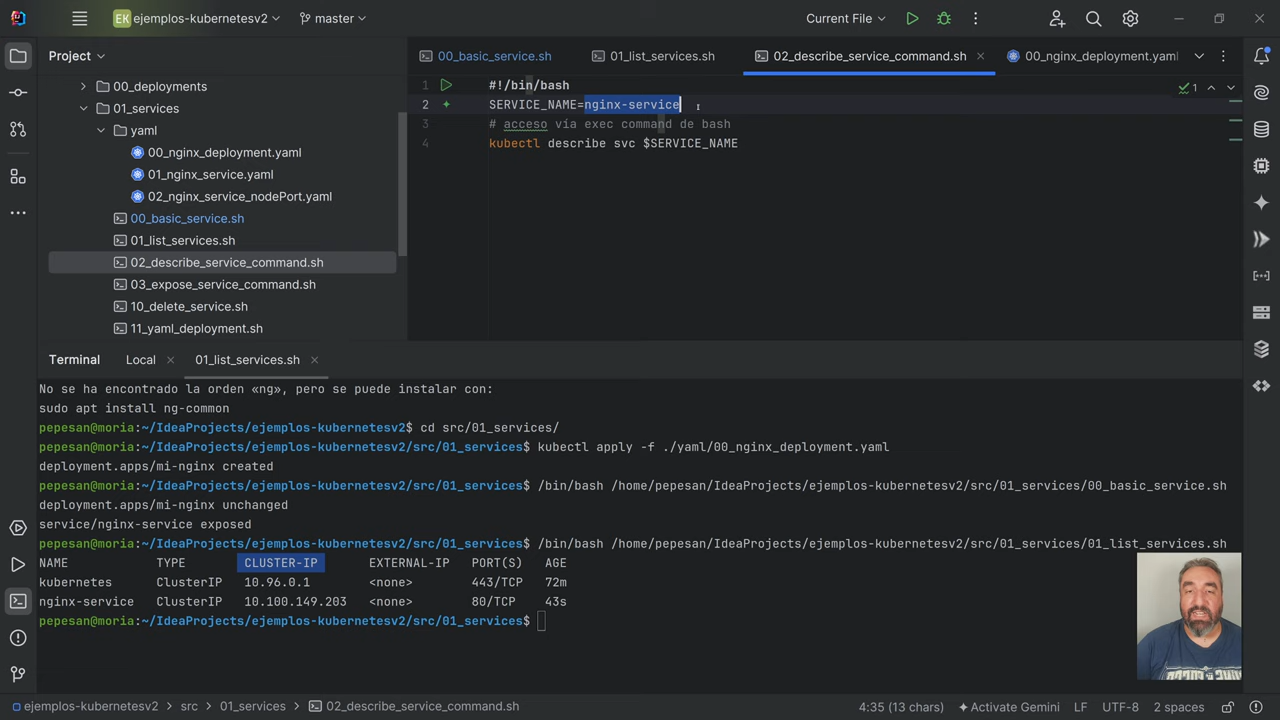 EK ejemplos-kubernetesv2 master Current File
Project
00_basic_service.sh 01_list_services.sh 02_describe_service_command.sh 00_nginx_deployment.yaml
00_deployments
01_services
yaml
00_nginx_deployment.yaml
01_nginx_service.yaml
02_nginx_service_nodePort.yaml
00_basic_service.sh
01_list_services.sh
02_describe_service_command.sh
03_expose_service_command.sh
10_delete_service.sh
11_yaml_deployment.sh
1 #!/bin/bash
2 SERVICE_NAME=nginx-service
3 # acceso vía exec command de bash
4 kubectl describe svc $SERVICE_NAME
1
Terminal Local 01_list_services.sh
No se ha encontrado la orden «ng», pero se puede instalar con:
sudo apt install ng-common
pepesan@moria:~/IdeaProjects/ejemplos-kubernetesv2$ cd src/01_services/
pepesan@moria:~/IdeaProjects/ejemplos-kubernetesv2/src/01_services$ kubectl apply -f ./yaml/00_nginx_deployment.yaml
deployment.apps/mi-nginx created
pepesan@moria:~/IdeaProjects/ejemplos-kubernetesv2/src/01_services$ /bin/bash /home/pepesan/IdeaProjects/ejemplos-kubernetesv2/src/01_services/00_basic_service.sh
deployment.apps/mi-nginx unchanged
service/nginx-service exposed
pepesan@moria:~/IdeaProjects/ejemplos-kubernetesv2/src/01_services$ /bin/bash /home/pepesan/IdeaProjects/ejemplos-kubernetesv2/src/01_services/01_list_services.sh
NAME TYPE CLUSTER-IP EXTERNAL-IP PORT(S) AGE
kubernetes ClusterIP 10.96.0.1 <none> 443/TCP 72m
nginx-service ClusterIP 10.100.149.203 <none> 80/TCP 43s
pepesan@moria:~/IdeaProjects/ejemplos-kubernetesv2/src/01_services$
ejemplos-kubernetesv2 src 01_services 02_describe_service_command.sh 4:35 (13 chars) Activate Gemini LF UTF-8 2 spaces